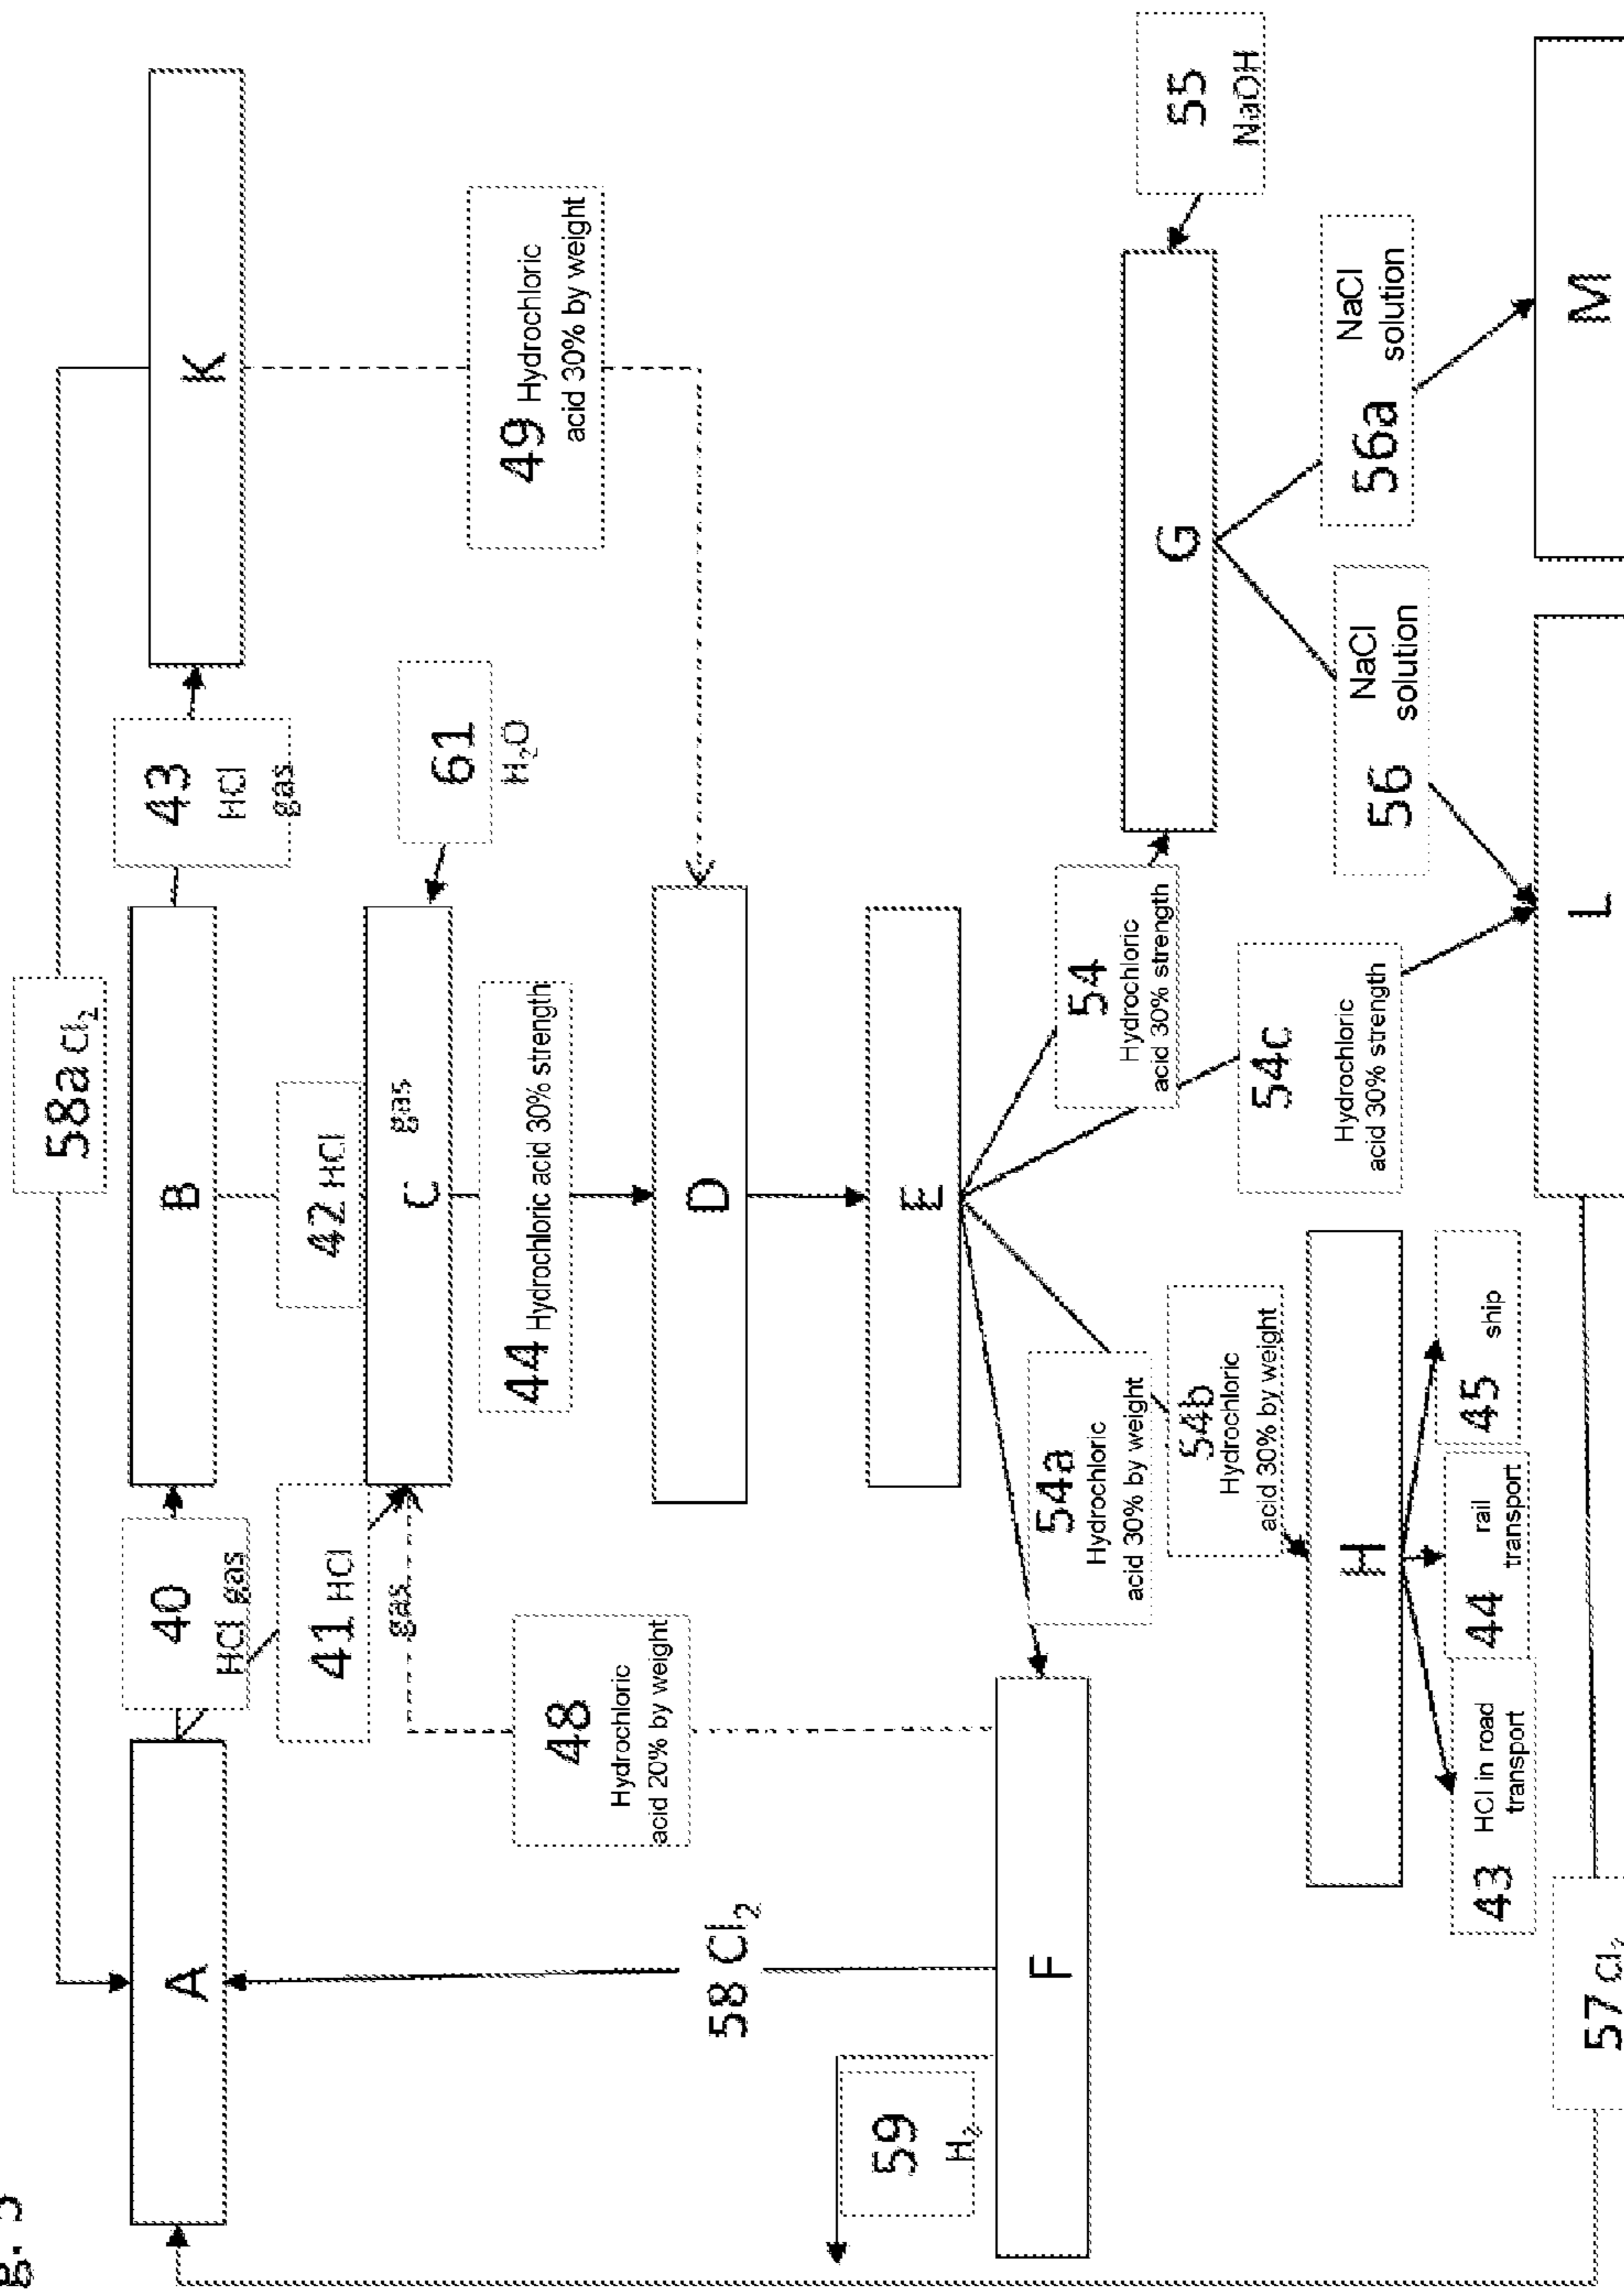 g.
58a Cl₂
A
40
HCl gas
B
43
HCl
gas
K
41 HCl
gas
42 HCl
gas
C
61
H₂O
48
Hydrochloric
acid 20% by weight
44 Hydrochloric acid 30% strength
49 Hydrochloric
acid 30% by weight
58 Cl₂
D
59
H₂
E
F
54a
Hydrochloric
acid 30% by weight
54
Hydrochloric
acid 30% strength
G
55
NaOH
54b
Hydrochloric
acid 30% by weight
54c
Hydrochloric
acid 30% strength
H
56
NaCl
solution
56a
NaCl
solution
43
HCl in road
transport
44
rail
transport
45
ship
57 Cl₂
L
M